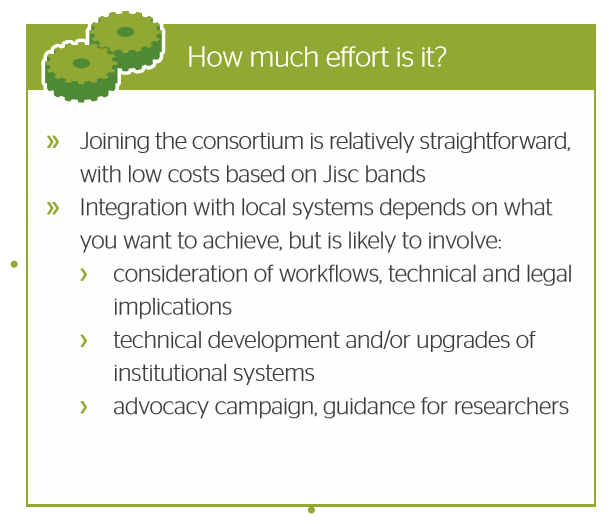 How much effort is it?
» Joining the consortium is relatively straightforward,
with low costs based on Jisc bands
» Integration with local systems depends on what
you want to achieve, but is likely to involve:
› consideration of workflows, technical and legal
implications
› technical development and/or upgrades of
institutional systems
› advocacy campaign, guidance for researchers